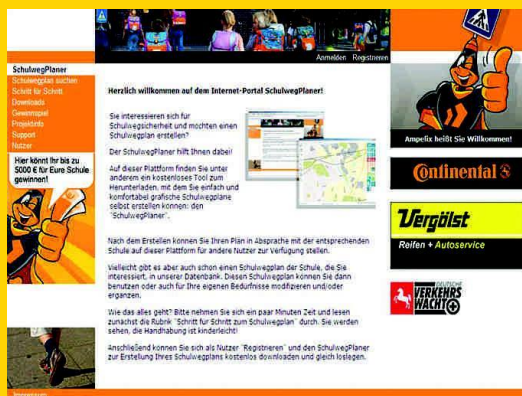 Anmelden Registrieren
SchulwegPlaner
Schulwegplan suchen
Schritt für Schritt
Downloads
Gewinnspiel
Projektinfo
Support
Nutzer
Hier könnt Ihr bis zu
5000 € für Eure Schule
gewinnen!
Herzlich willkommen auf dem Internet-Portal SchulwegPlaner!
Sie interessieren sich für
Schulwegsicherheit und möchten einen
Schulwegplan erstellen?
Der SchulwegPlaner hilft Ihnen dabei!
Auf dieser Plattform finden Sie unter
anderem ein kostenloses Tool zum
Herunterladen, mit dem Sie einfach und
komfortabel grafische Schulwegpläne
selbst erstellen können: den
"SchulwegPlaner".
Nach dem Erstellen können Sie Ihren Plan in Absprache mit der entsprechenden
Schule auf dieser Plattform für andere Nutzer zur Verfügung stellen.
Vielleicht gibt es aber auch schon einen Schulwegplan der Schule, die Sie
interessiert, in unserer Datenbank. Diesen Schulwegplan können Sie dann
benutzen oder auch für Ihre eigenen Bedürfnisse modifizieren und/oder
ergänzen.
Wie das alles geht? Bitte nehmen Sie sich ein paar Minuten Zeit und lesen
zunächst die Rubrik "Schritt für Schritt zum Schulwegplan" durch. Sie werden
sehen, die Handhabung ist kinderleicht!
Anschließend können Sie sich als Nutzer "Registrieren" und den SchulwegPlaner
zur Erstellung Ihres Schulwegplans kostenlos downloaden und gleich loslegen.
Ampelix heißt Sie Willkommen!
Continental
Vergölst
Reifen + Autoservice
DEUTSCHE
VERKEHRS
WACHT